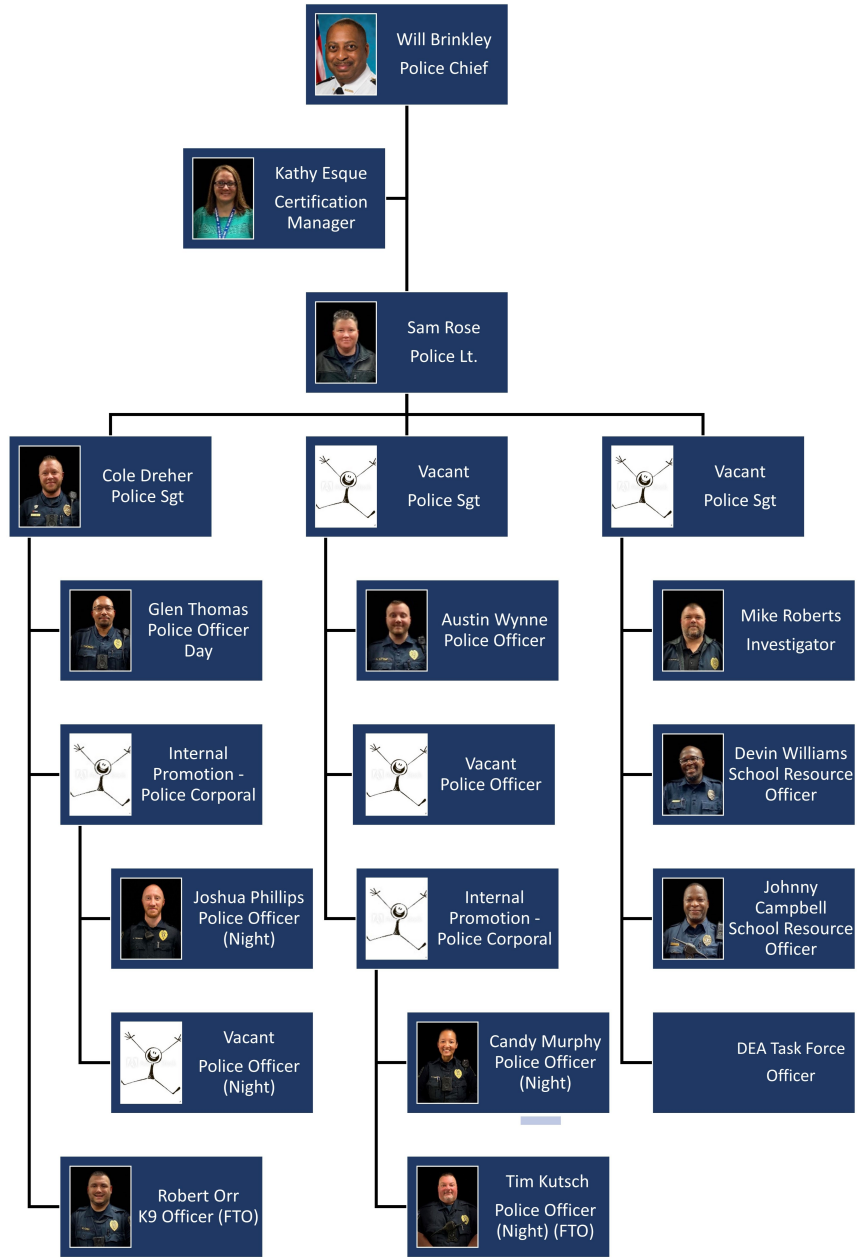 Will Brinkley
Police Chief
Kathy Esque
Certification
Manager
Sam Rose
Police Lt.
Cole Dreher
Police Sgt
Vacant
Police Sgt
Vacant
Police Sgt
Glen Thomas
Police Officer
Day
Austin Wynne
Police Officer
Mike Roberts
Investigator
Internal
Promotion -
Police Corporal
Vacant
Police Officer
Devin Williams
School Resource
Officer
Joshua Phillips
Police Officer
(Night)
Internal
Promotion -
Police Corporal
Johnny
Campbell
School Resource
Officer
Vacant
Police Officer
(Night)
Candy Murphy
Police Officer
(Night)
DEA Task Force
Officer
Robert Orr
K9 Officer (FTO)
Tim Kutsch
Police Officer
(Night) (FTO)